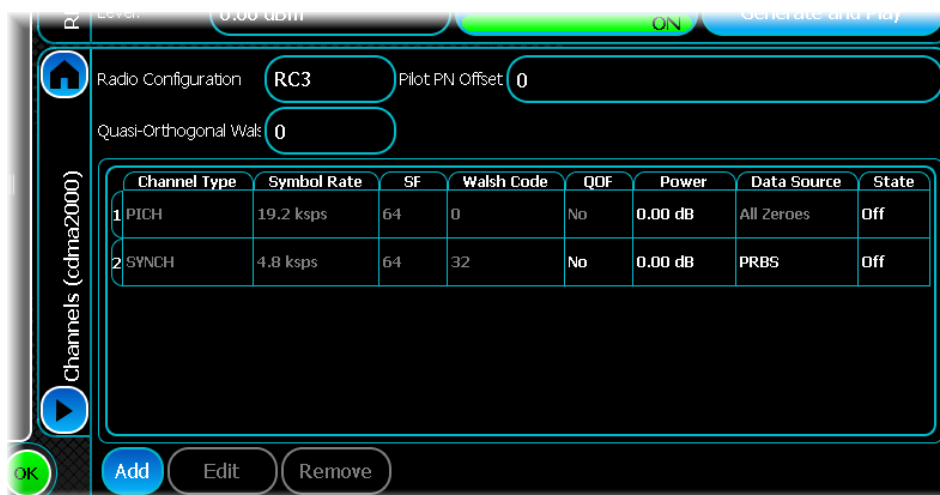 Level: 0.00 dBm ON Generate and Play
Radio Configuration RC3 Pilot PN Offset 0
Quasi-Orthogonal Wals 0
Channels (cdma2000)
Channel Type Symbol Rate SF Walsh Code QOF Power Data Source State
1 PICH 19.2 ksps 64 0 No 0.00 dB All Zeroes Off
2 SYNCH 4.8 ksps 64 32 No 0.00 dB PRBS Off
OK Add Edit Remove